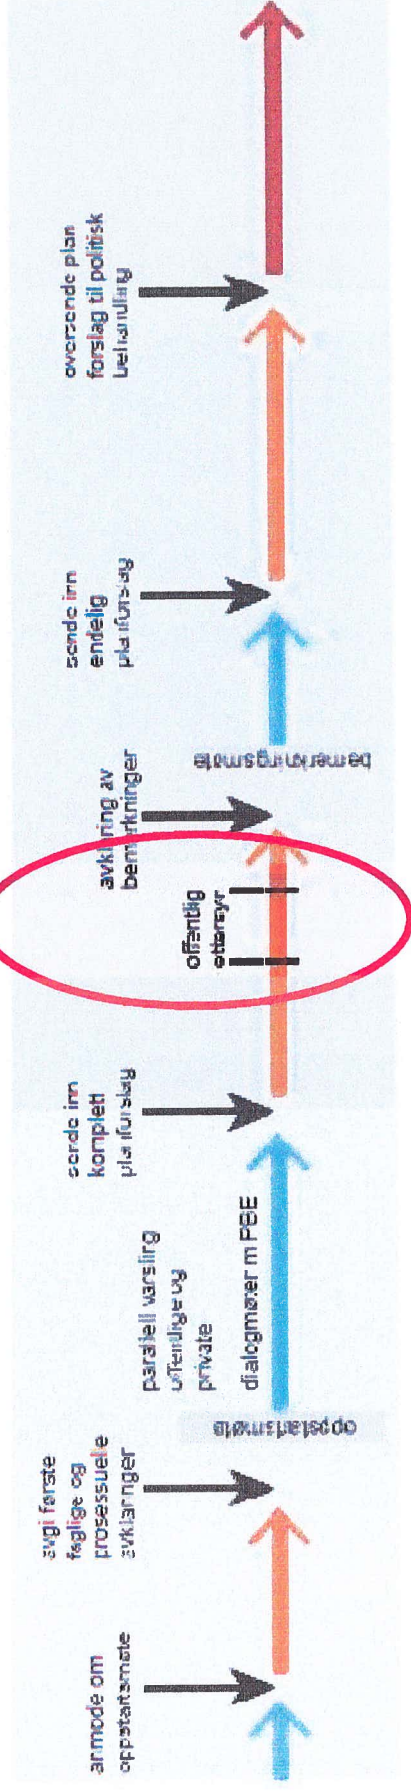 anmode om
oppstartsmøte
avgi første
faglige og
prosessuelle
avklaringer
oppstartsmøte
parallell varsling
offentlige og
private
dialogmøter m PBE
sende inn
komplett
planforslag
offentlig
ettersyn
avklaring av
bemerkninger
bemerkningsmøte
sende inn
endelig
planforslag
oversende plan
forslag til politisk
behandling